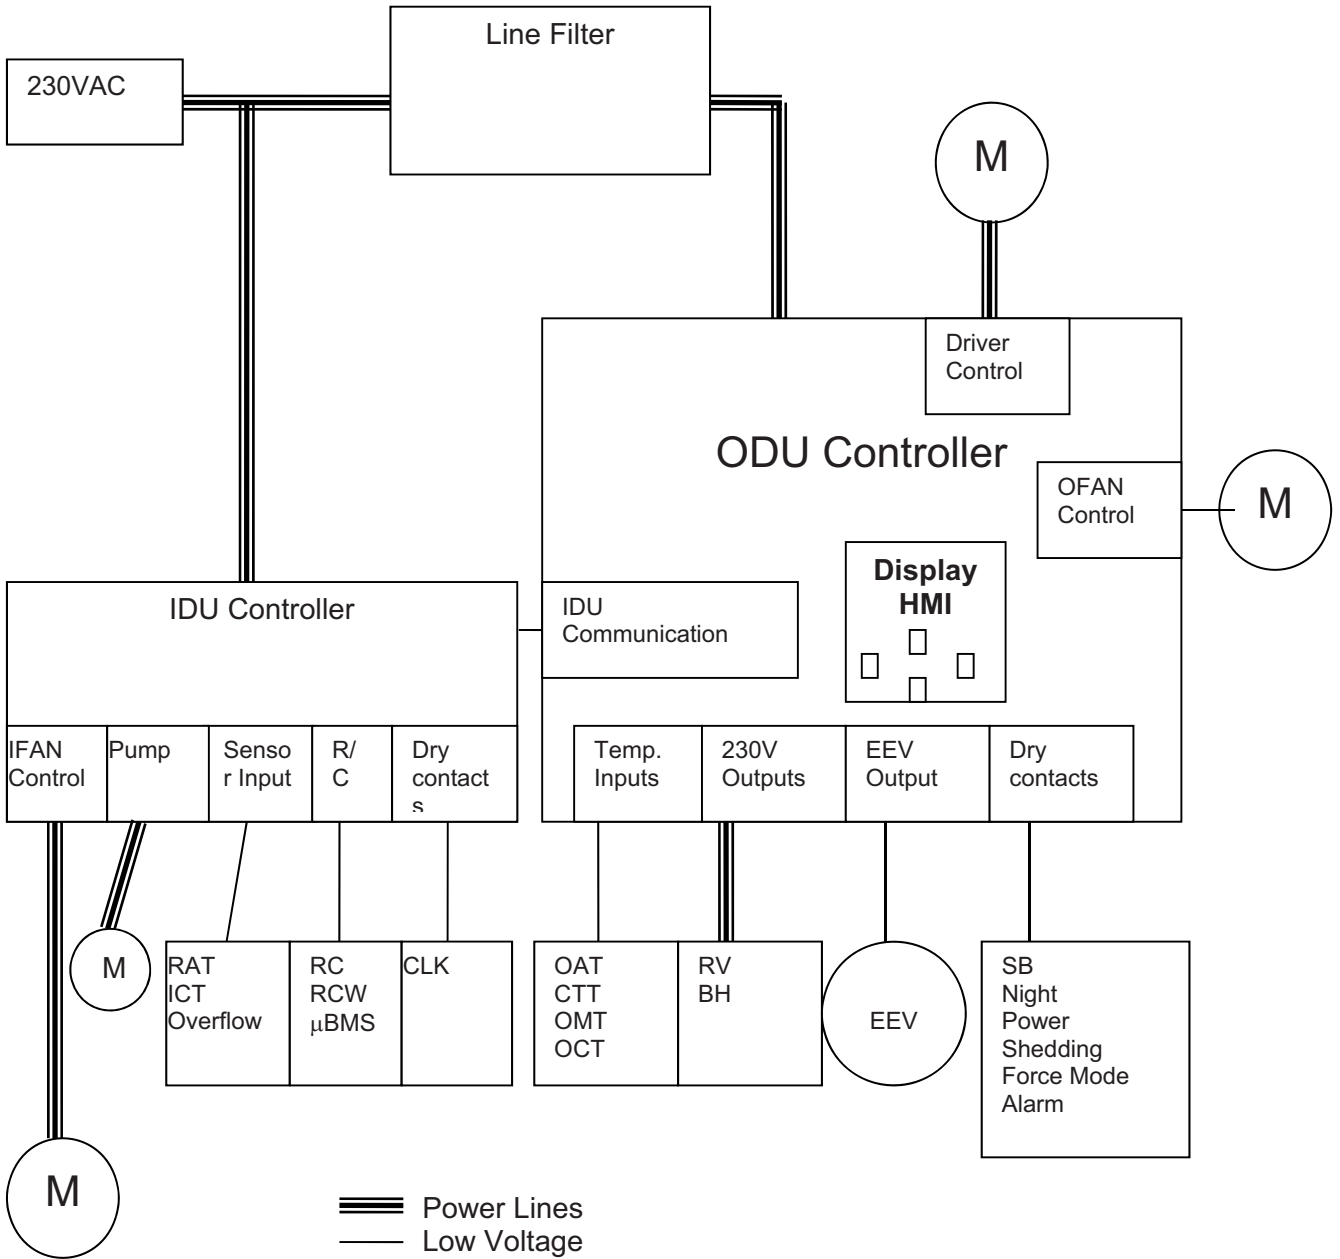 Line Filter
230VAC
M
Driver
Control
ODU Controller
OFAN
Control
M
Display
HMI
IDU Controller
IDU
Communication
IFAN
Control
Pump
Senso
r Input
R/
C
Dry
contact
s
Temp.
Inputs
230V
Outputs
EEV
Output
Dry
contacts
M
RAT
ICT
Overflow
RC
RCW
μBMS
CLK
OAT
CTT
OMT
OCT
RV
BH
EEV
SB
Night
Power
Shedding
Force Mode
Alarm
M
Power Lines
Low Voltage